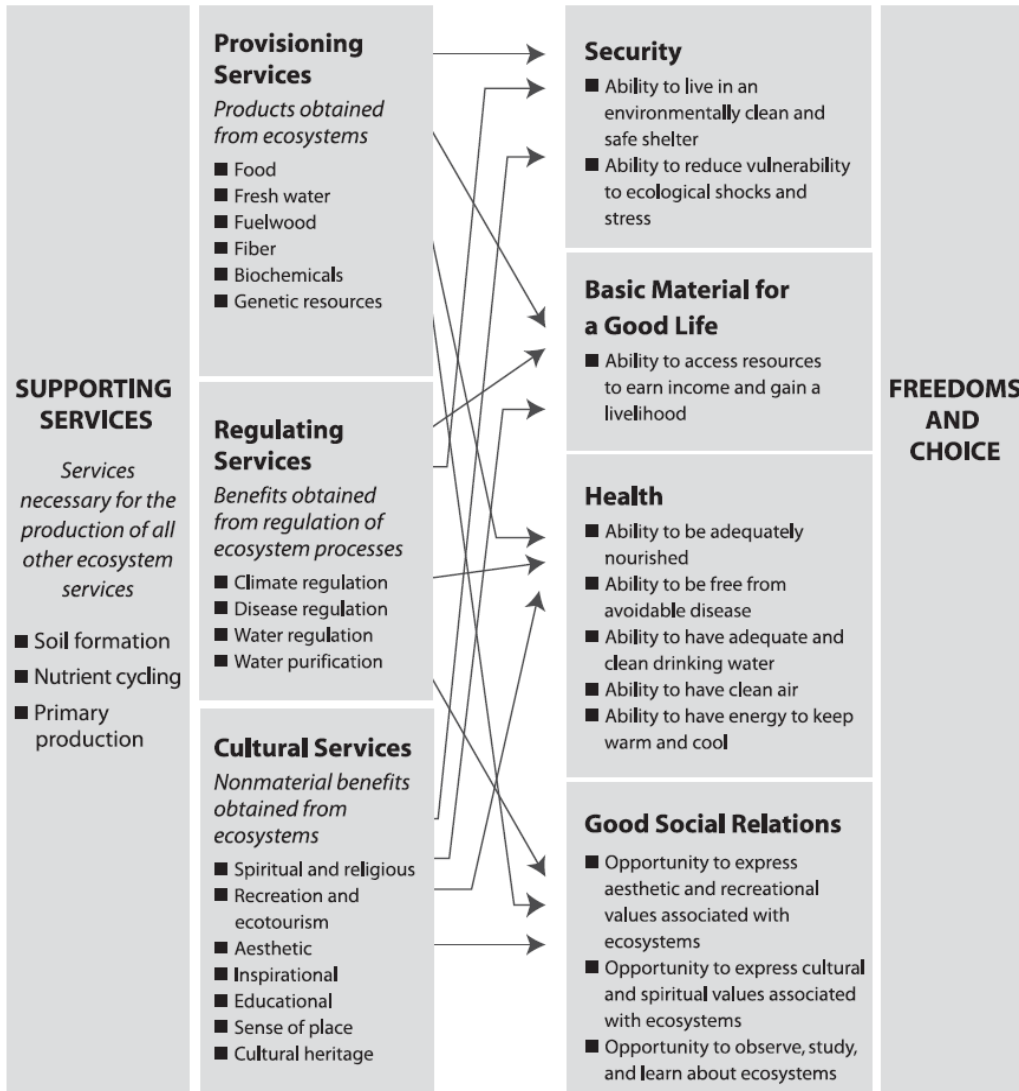 SUPPORTING
SERVICES
Services
necessary for the
production of all
other ecosystem
services
■ Soil formation
■ Nutrient cycling
■ Primary
production
Provisioning
Services
Products obtained
from ecosystems
■ Food
■ Fresh water
■ Fuelwood
■ Fiber
■ Biochemicals
■ Genetic resources
Regulating
Services
Benefits obtained
from regulation of
ecosystem processes
■ Climate regulation
■ Disease regulation
■ Water regulation
■ Water purification
Cultural Services
Nonmaterial benefits
obtained from
ecosystems
■ Spiritual and religious
■ Recreation and
ecotourism
■ Aesthetic
■ Inspirational
■ Educational
■ Sense of place
■ Cultural heritage
Security
■ Ability to live in an
environmentally clean and
safe shelter
■ Ability to reduce vulnerability
to ecological shocks and
stress
Basic Material for
a Good Life
■ Ability to access resources
to earn income and gain a
livelihood
Health
■ Ability to be adequately
nourished
■ Ability to be free from
avoidable disease
■ Ability to have adequate and
clean drinking water
■ Ability to have clean air
■ Ability to have energy to keep
warm and cool
Good Social Relations
■ Opportunity to express
aesthetic and recreational
values associated with
ecosystems
■ Opportunity to express cultural
and spiritual values associated
with ecosystems
■ Opportunity to observe, study,
and learn about ecosystems
FREEDOMS
AND
CHOICE